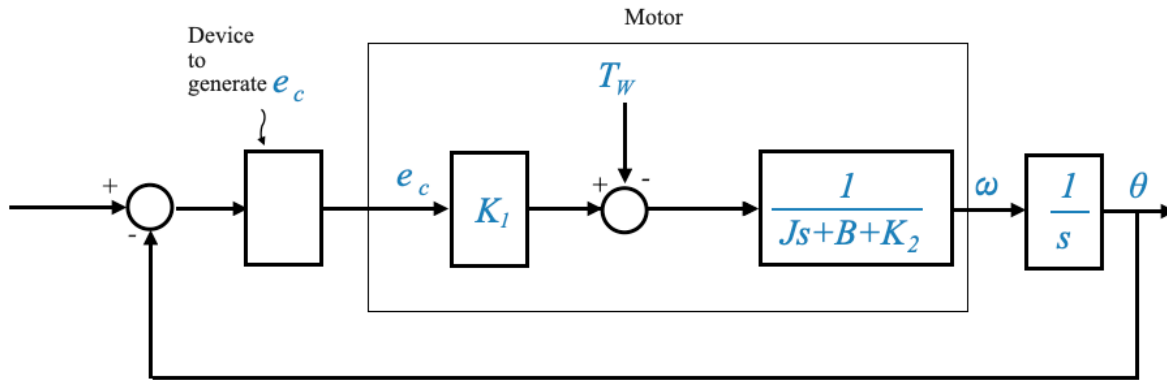 Motor
Device
to
generate e_c
T_W
+
-
e_c
K_1
+
-
1
Js+B+K_2
ω
1
s
θ